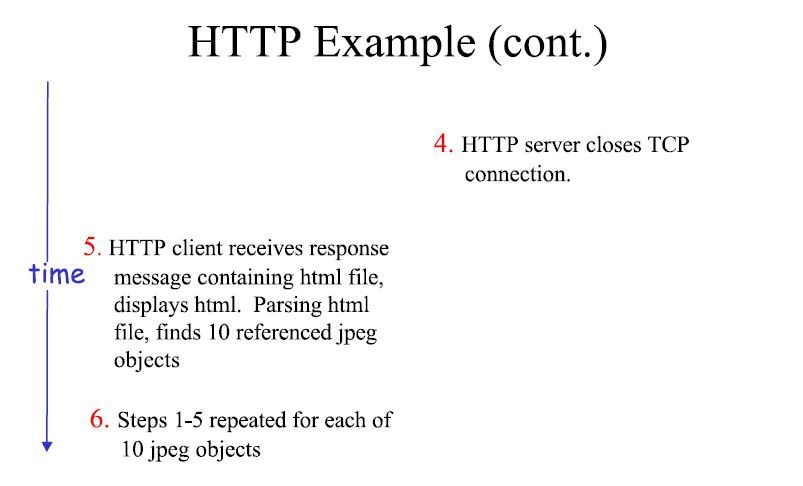 HTTP Example (cont.)
4. HTTP server closes TCP
connection.
5. HTTP client receives response
message containing html file,
displays html. Parsing html
file, finds 10 referenced jpeg
objects
time
6. Steps 1-5 repeated for each of
10 jpeg objects